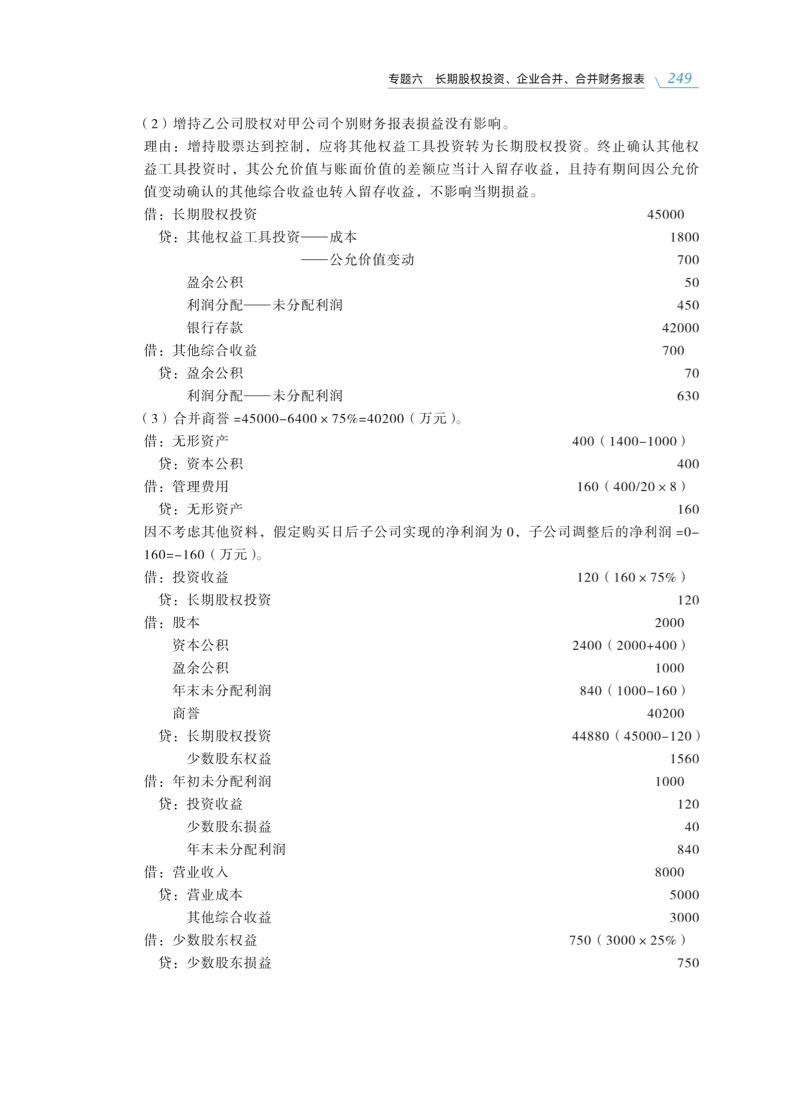 专题六 长期股权投资、企业合并、合并财务报表 249
（2）增持乙公司股权对甲公司个别财务报表损益没有影响。
理由：增持股票达到控制，应将其他权益工具投资转为长期股权投资。终止确认其他权
益工具投资时，其公允价值与账面价值的差额应当计入留存收益，且持有期间因公允价
值变动确认的其他综合收益也转入留存收益，不影响当期损益。
借：长期股权投资 45000
贷：其他权益工具投资——成本 1800
——公允价值变动 700
盈余公积 50
利润分配——未分配利润 450
银行存款 42000
借：其他综合收益 700
贷：盈余公积 70
利润分配——未分配利润 630
（3）合并商誉 =45000-6400 × 75%=40200（万元）。
借：无形资产 400（1400-1000）
贷：资本公积 400
借：管理费用 160（400/20 × 8）
贷：无形资产 160
因不考虑其他资料，假定购买日后子公司实现的净利润为 0，子公司调整后的净利润 =0-
160=-160（万元）。
借：投资收益 120（160 × 75%）
贷：长期股权投资 120
借：股本 2000
资本公积 2400（2000+400）
盈余公积 1000
年末未分配利润 840（1000-160）
商誉 40200
贷：长期股权投资 44880（45000-120）
少数股东权益 1560
借：年初未分配利润 1000
贷：投资收益 120
少数股东损益 40
年末未分配利润 840
借：营业收入 8000
贷：营业成本 5000
其他综合收益 3000
借：少数股东权益 750（3000 × 25%）
贷：少数股东损益 750